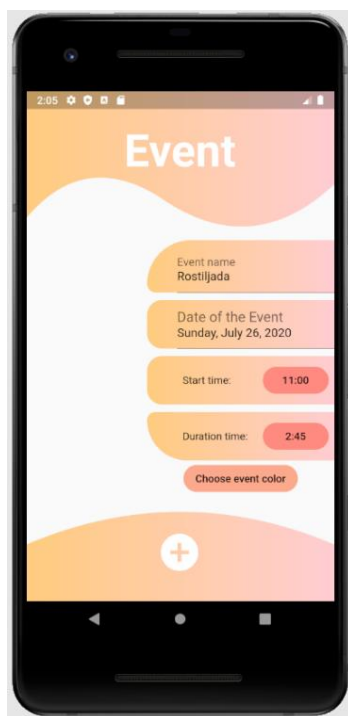 2:05
Event
Event name
Rostiljada
Date of the Event
Sunday, July 26, 2020
Start time: 11:00
Duration time: 2:45
Choose event color